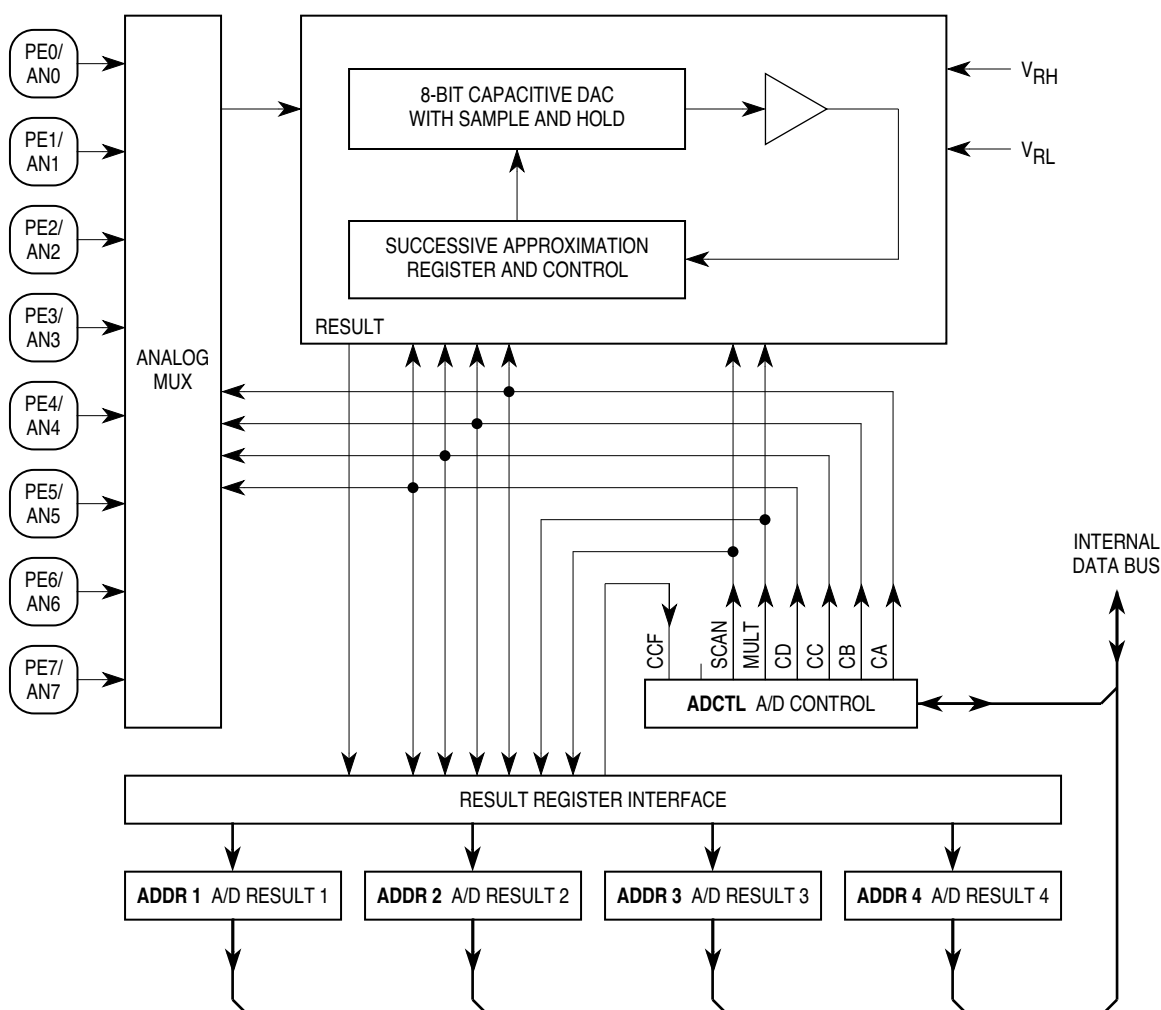 PE0/
AN0
PE1/
AN1
PE2/
AN2
PE3/
AN3
PE4/
AN4
PE5/
AN5
PE6/
AN6
PE7/
AN7
ANALOG
MUX
8-BIT CAPACITIVE DAC
WITH SAMPLE AND HOLD
SUCCESSIVE APPROXIMATION
REGISTER AND CONTROL
RESULT
VRH
VRL
INTERNAL
DATA BUS
CCF
SCAN
MULT
CD
CC
CB
CA
ADCTL A/D CONTROL
RESULT REGISTER INTERFACE
ADDR 1 A/D RESULT 1
ADDR 2 A/D RESULT 2
ADDR 3 A/D RESULT 3
ADDR 4 A/D RESULT 4